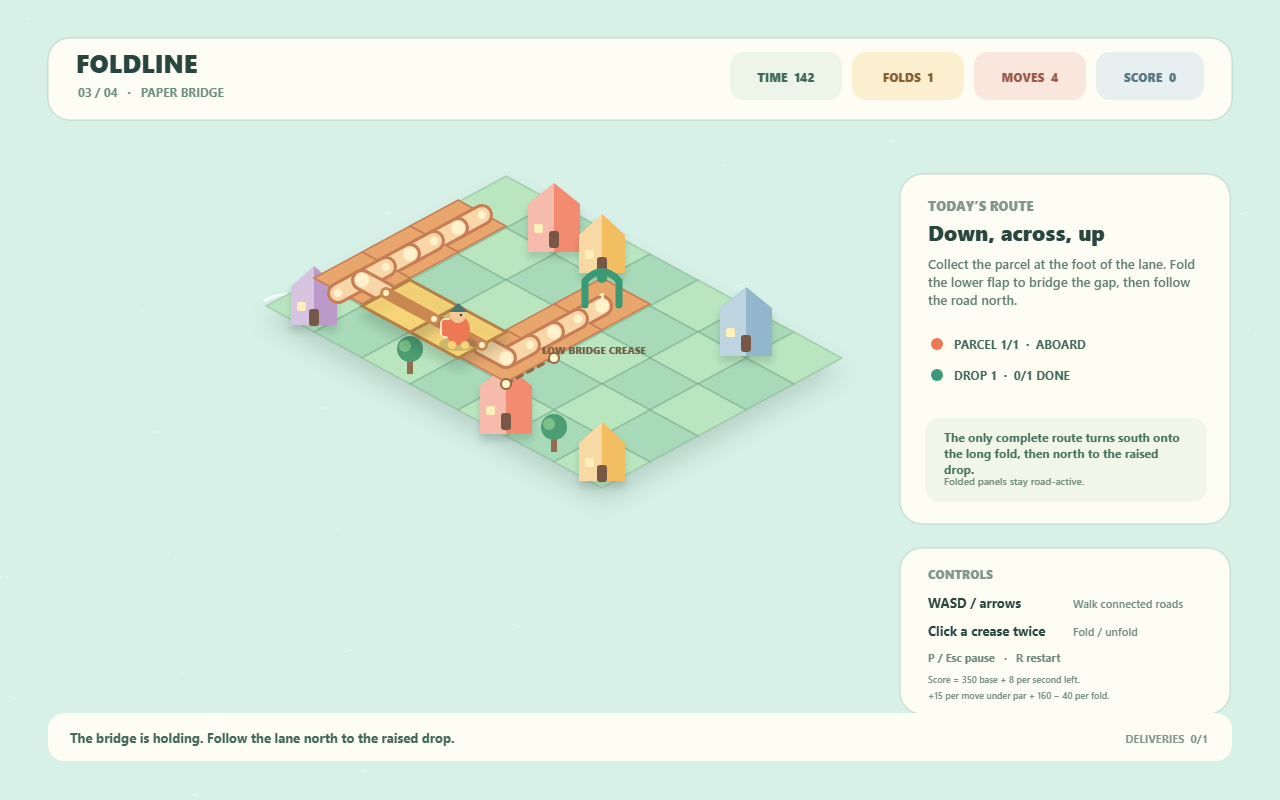 FOLDLINE
03 / 04 · PAPER BRIDGE
TIME 142
FOLDS 1
MOVES 4
SCORE 0
LOW BRIDGE CREASE
TODAY'S ROUTE
Down, across, up
Collect the parcel at the foot of the lane. Fold
the lower flap to bridge the gap, then follow
the road north.
PARCEL 1/1 · ABOARD
DROP 1 · 0/1 DONE
The only complete route turns south onto
the long fold, then north to the raised
drop.
Folded panels stay road-active.
CONTROLS
WASD / arrows Walk connected roads
Click a crease twice Fold / unfold
P / Esc pause · R restart
Score = 350 base + 8 per second left.
+15 per move under par + 160 − 40 per fold.
The bridge is holding. Follow the lane north to the raised drop.
DELIVERIES 0/1